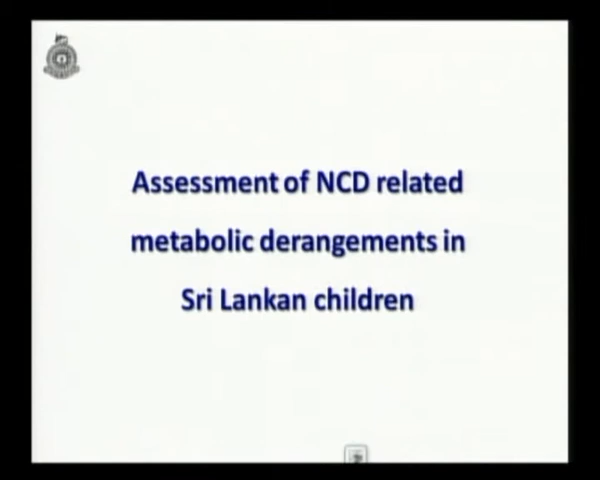 Assessment of NCD related
metabolic derangements in
Sri Lankan children